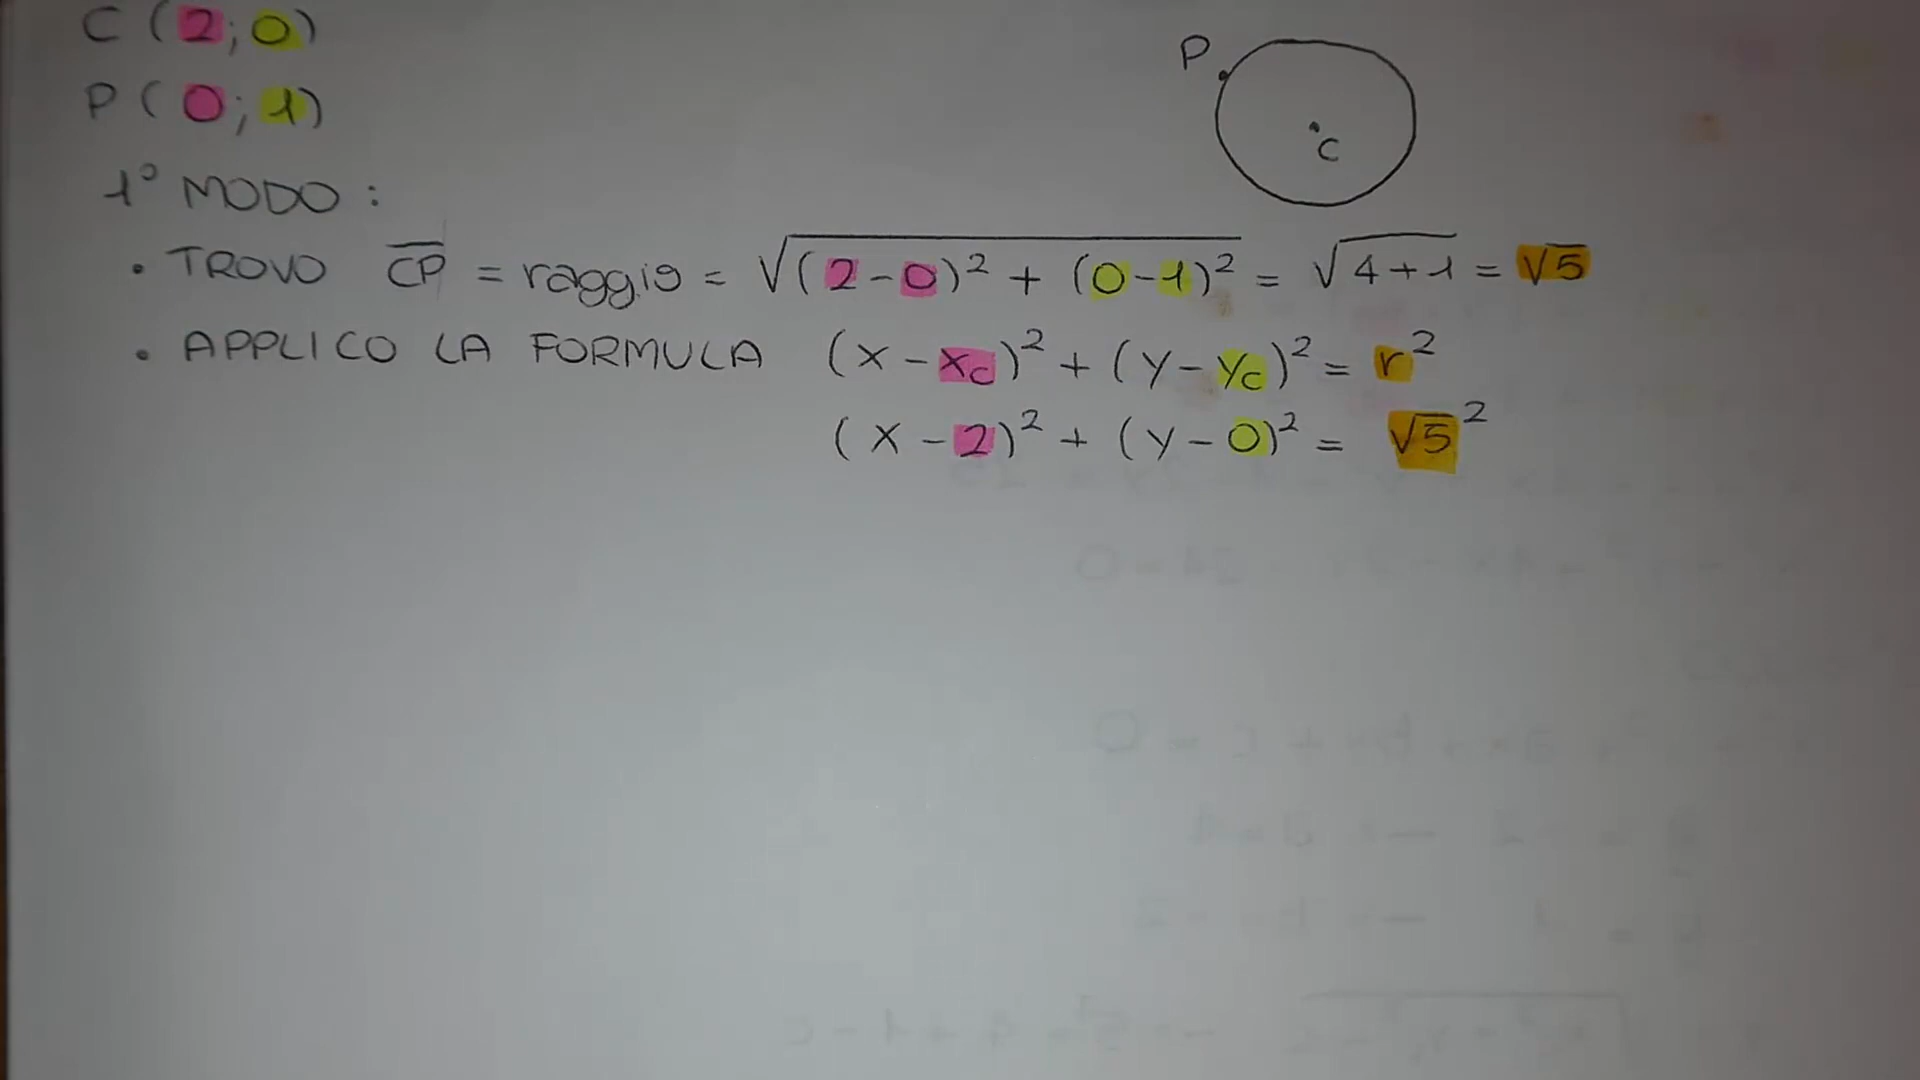 C (2;0)
P (0;1)
P
C
1° MODO:
• TROVO CP̅ = raggio = √(2-0)² + (0-1)² = √4+1 = √5
• APPLICO LA FORMULA (x-xc)² + (y-yc)² = r²
(x-2)² + (y-0)² = √5²